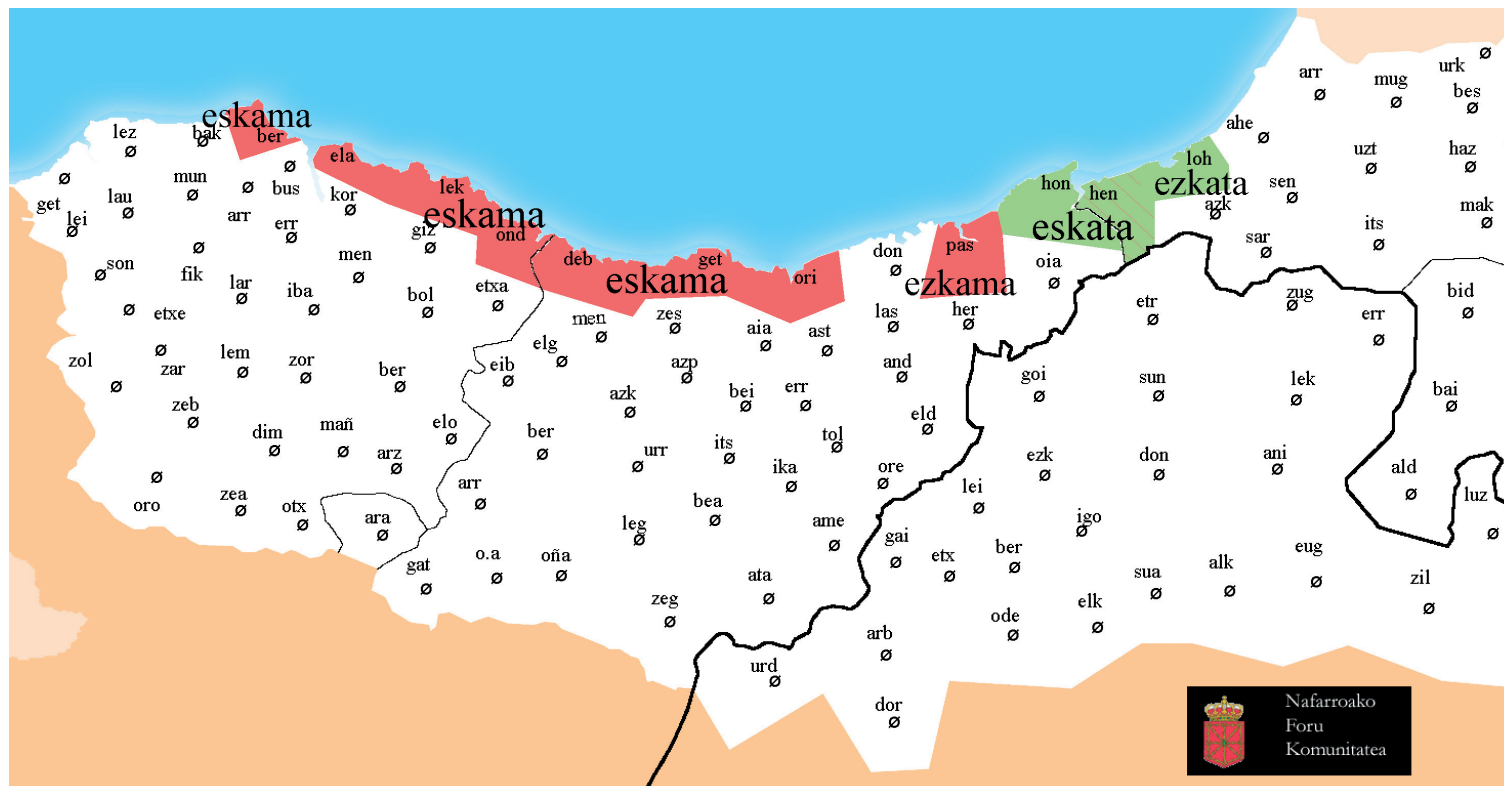 arr
mug
urk
bes
eskama
lez
bak
ber
ahe
ela
loh
uzt
haz
get
mun
lau
lei
arr
bus
kor
lek
hon
hen
ezkata
sen
azk
mak
eskama
eskata
err
giz
ond
its
son
fik
men
deb
get
don
pas
sar
eskama
ori
ezkama
oia
lar
iba
bol
etxa
etr
zug
bid
etxe
men
zes
aia
ast
las
her
err
zol
zar
lem
zor
ber
eib
elg
azp
and
goi
sun
lek
bai
zeb
azk
bei
err
dim
mañ
elo
ber
urr
its
tol
eld
arz
ika
ore
ezk
don
ani
ald
oro
zea
otx
ara
arr
leg
bea
ame
lei
igo
luz
gat
o.a
oña
ata
gai
etx
ber
sua
alk
eug
zil
zeg
ode
elk
urd
arb
dor
Nafarroako
Foru
Komunitatea